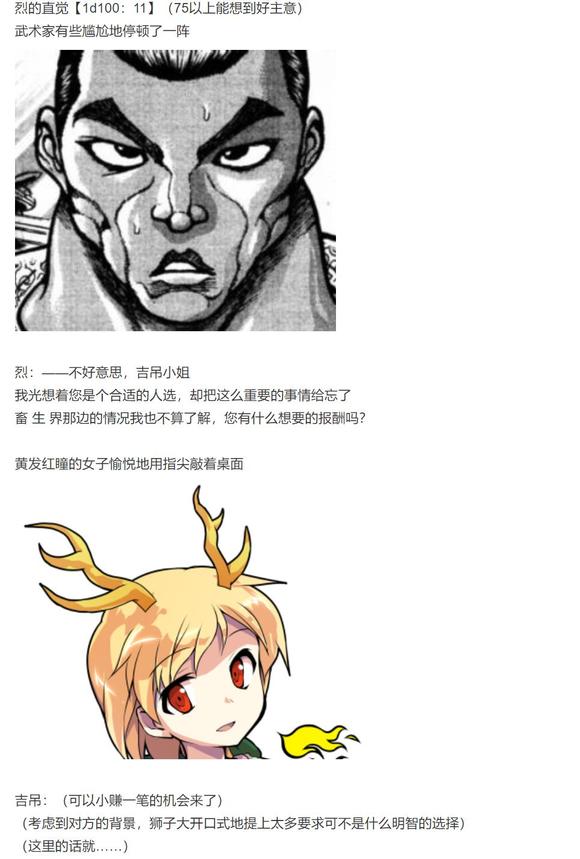 烈的直觉【1d100：11】（75以上能想到好主意）
武术家有些尴尬地停顿了一阵
烈：——不好意思，吉吊小姐
我光想着您是个合适的人选，却把这么重要的事情给忘了
畜 生 界那边的情况我也不算了解，您有什么想要的报酬吗？
黄发红瞳的女子愉悦地用指尖敲着桌面
吉吊：（可以小赚一笔的机会来了）
（考虑到对方的背景，狮子大开口式地提上太多要求可不是什么明智的选择）
（这里的话就……）